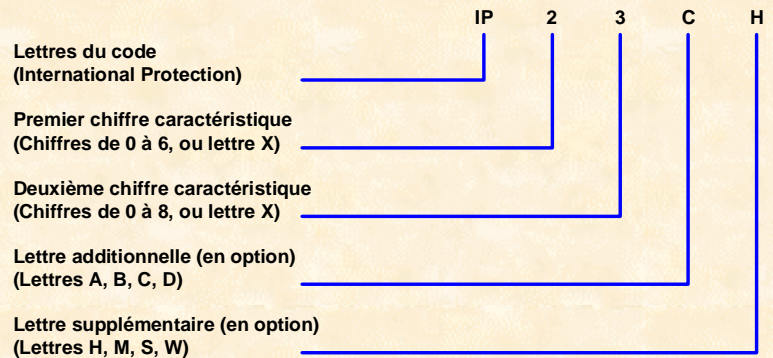 IP 2 3 C H
Lettres du code
(International Protection)
Premier chiffre caractéristique
(Chiffres de 0 à 6, ou lettre X)
Deuxième chiffre caractéristique
(Chiffres de 0 à 8, ou lettre X)
Lettre additionnelle (en option)
(Lettres A, B, C, D)
Lettre supplémentaire (en option)
(Lettres H, M, S, W)